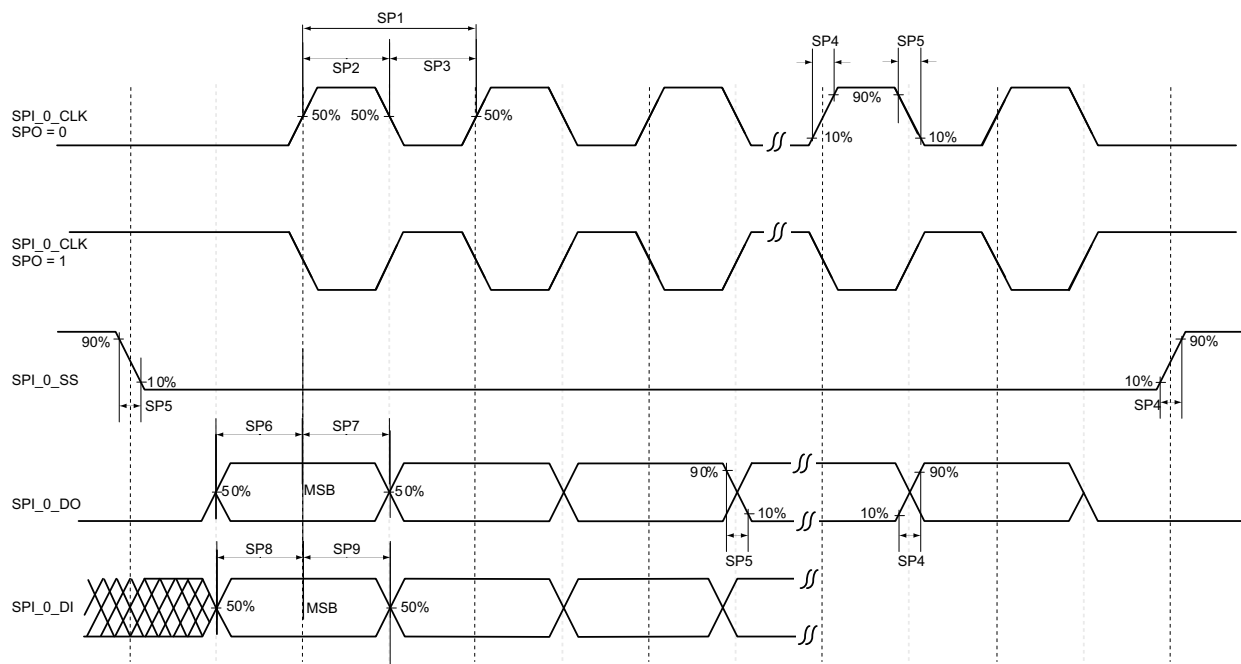 SP1
SP4 SP5
SP2 SP3
90%
SPI_0_CLK
SPO = 0
50% 50% 50%
10% 10%
SPI_0_CLK
SPO = 1
90% 90%
SPI_0_SS
10% 10%
SP5 SP4
SP6 SP7
90% 90%
SPI_0_DO
50% MSB 50%
10% 10%
SP8 SP9
SP5 SP4
SPI_0_DI
50% MSB 50%